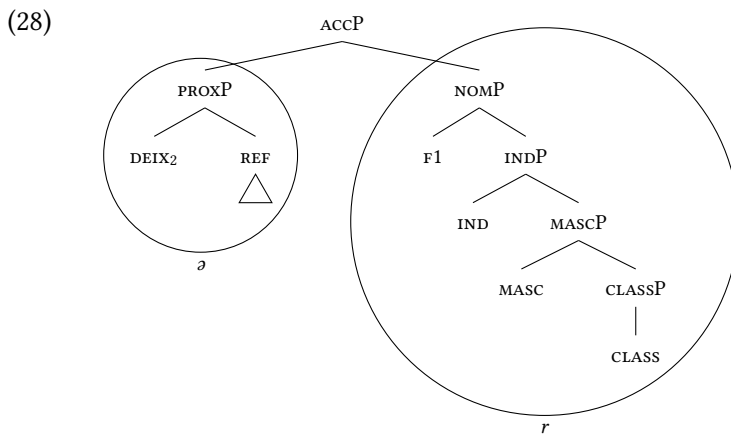 (28)
ACCP
PROXP NOMP
DEIX₂ REF F1 INDP
IND MASCP
ə
MASC CLASSP
CLASS
r